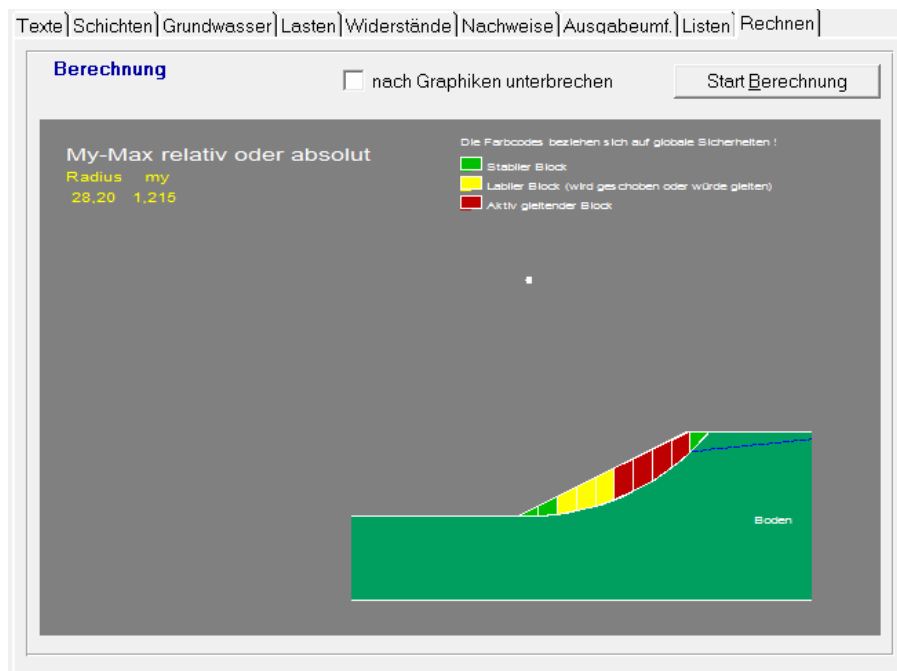 Texte Schichten Grundwasser Lasten Widerstände Nachweise Ausgabeumf. Listen Rechnen
Berechnung
nach Graphiken unterbrechen
Start Berechnung
My-Max relativ oder absolut
Radius my
28,20 1,215
Die Farbcodes beziehen sich auf globale Sicherheiten !
Stabiler Block
Labiler Block (wird geschoben oder würde gleiten)
Aktiv gleitender Block
Boden